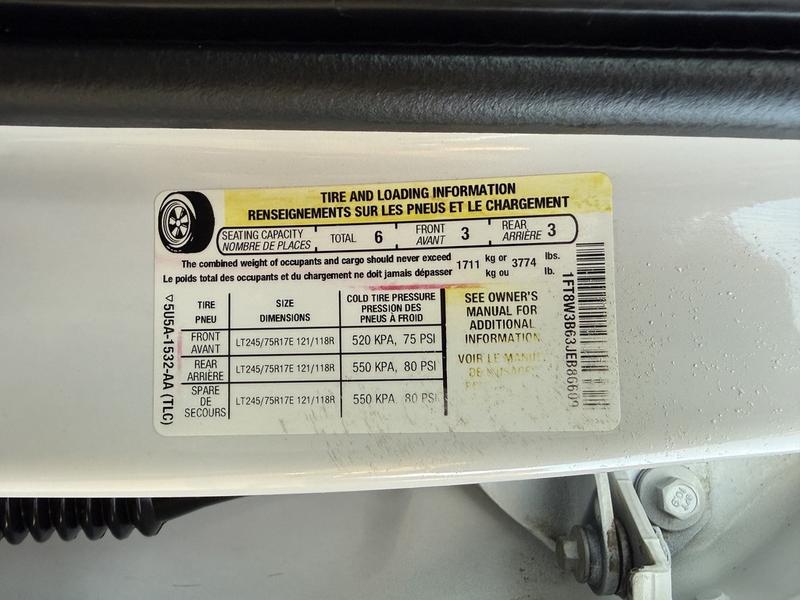 TIRE AND LOADING INFORMATION
RENSEIGNEMENTS SUR LES PNEUS ET LE CHARGEMENT
SEATING CAPACITY
NOMBRE DE PLACES
TOTAL 6
FRONT
AVANT 3
REAR
ARRIÈRE 3
The combined weight of occupants and cargo should never exceed 1711 kg or 3774 lbs.
Le poids total des occupants et du chargement ne doit jamais dépasser kg ou lb.
TIRE
PNEU
SIZE
DIMENSIONS
COLD TIRE PRESSURE
PRESSION DES
PNEUS À FROID
FRONT
AVANT
LT245/75R17E 121/118R
520 KPA, 75 PSI
REAR
ARRIÈRE
LT245/75R17E 121/118R
550 KPA, 80 PSI
SPARE
DE
SECOURS
LT245/75R17E 121/118R
550 KPA, 80 PSI
SEE OWNER'S
MANUAL FOR
ADDITIONAL
INFORMATION
VOIR LE
5U5A-1532-AA (TLC)
1FT8W3B63JEB86609
10.9